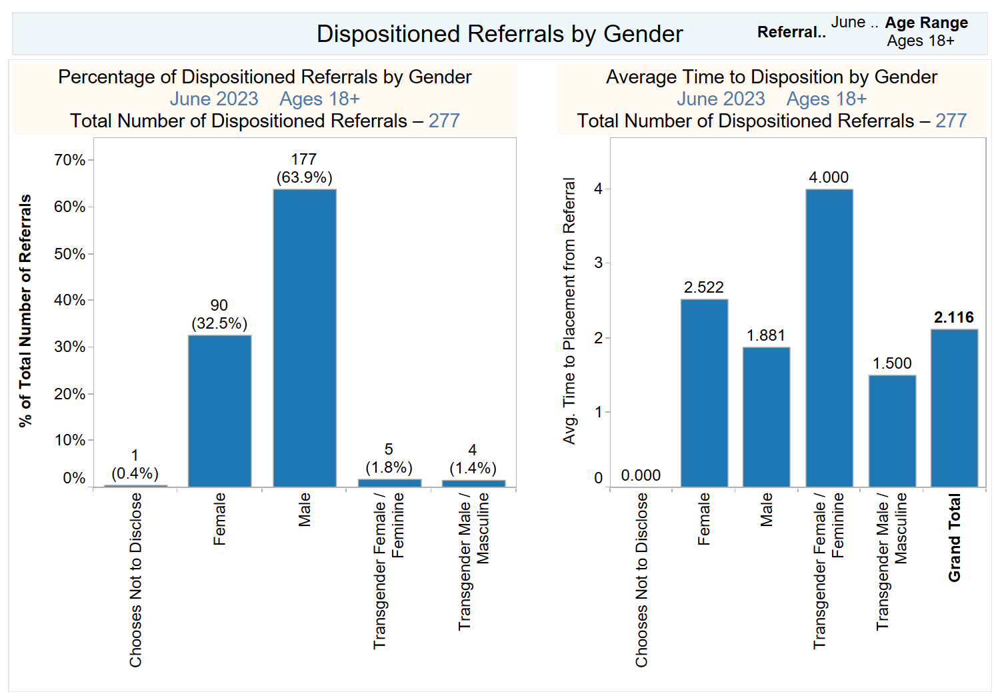 Dispositioned Referrals by Gender
Referral..
June ..
Age Range
Ages 18+
Percentage of Dispositioned Referrals by Gender
June 2023 Ages 18+
Total Number of Dispositioned Referrals – 277
% of Total Number of Referrals
70%
60%
50%
40%
30%
20%
10%
0%
1
(0.4%)
90
(32.5%)
177
(63.9%)
5
(1.8%)
4
(1.4%)
Chooses Not to Disclose
Female
Male
Transgender Female /
Feminine
Transgender Male /
Masculine
Average Time to Disposition by Gender
June 2023 Ages 18+
Total Number of Dispositioned Referrals – 277
Avg. Time to Placement from Referral
4
3
2
1
0
0.000
2.522
1.881
4.000
1.500
2.116
Chooses Not to Disclose
Female
Male
Transgender Female /
Feminine
Transgender Male /
Masculine
Grand Total